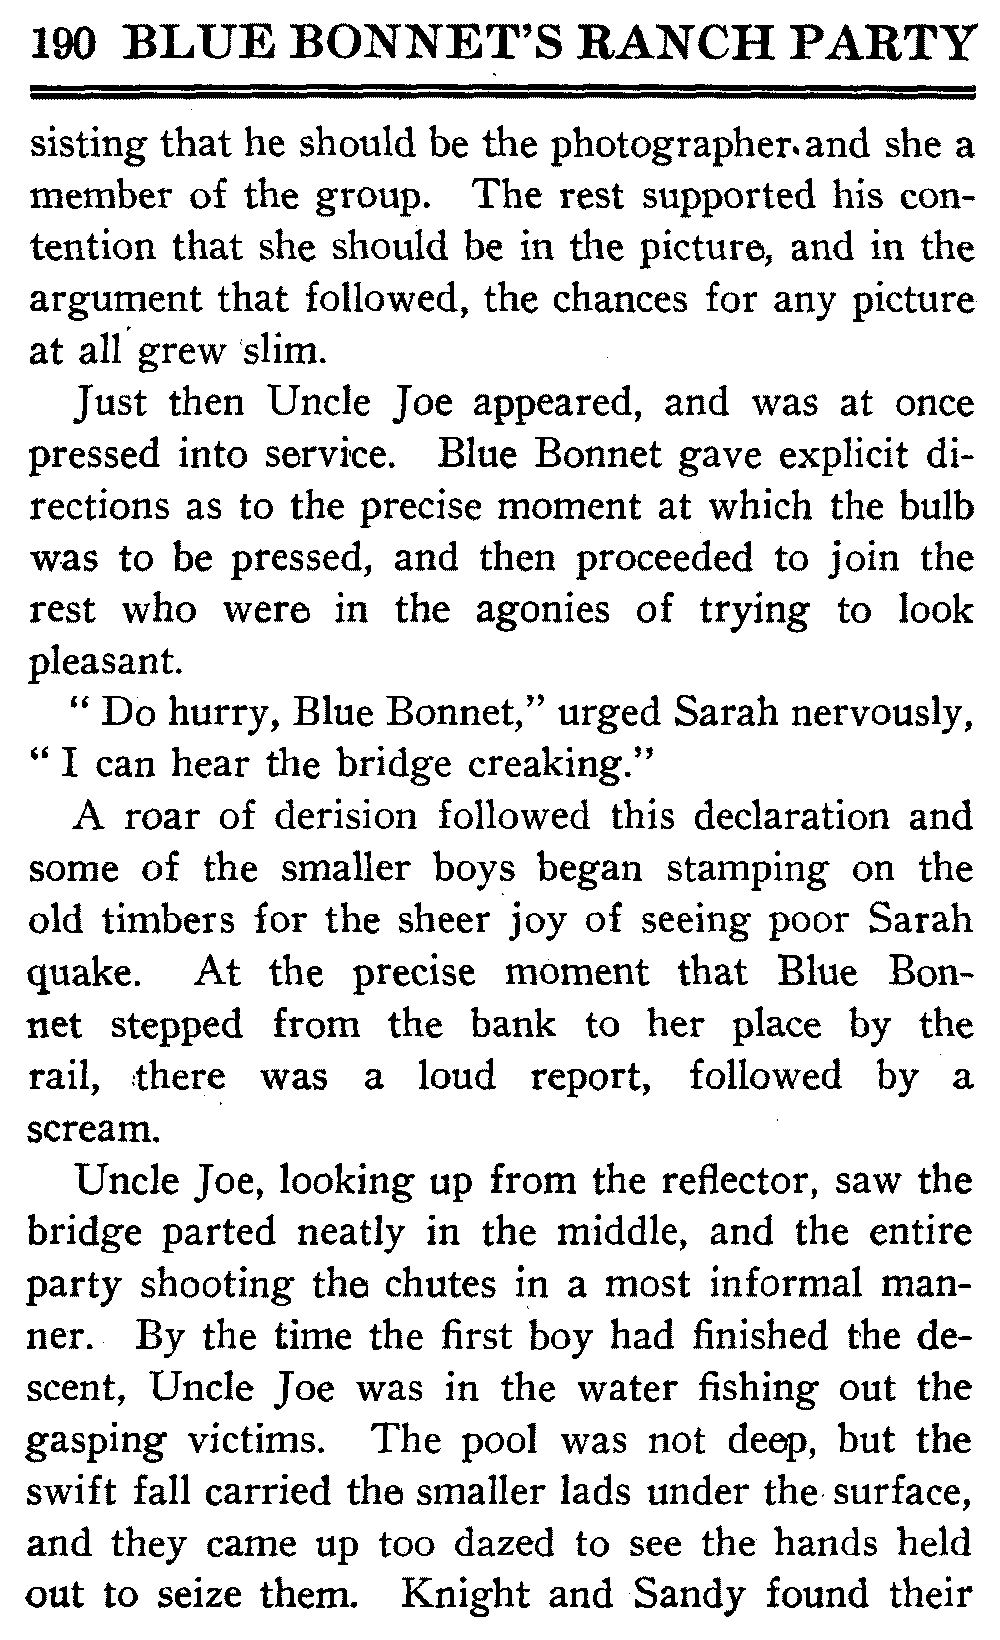 190 BLUE BONNET'S RANCH PARTY
sisting that he should be the photographer. and she a
member of the group. The rest supported his con-
tention that she should be in the picture, and in the
argument that followed, the chances for any picture
at all grew slim.
Just then Uncle Joe appeared, and was at once
pressed into service. Blue Bonnet gave explicit di-
rections as to the precise moment at which the bulb
was to be pressed, and then proceeded to join the
rest who were in the agonies of trying to look
pleasant.
" Do hurry, Blue Bonnet," urged Sarah nervously,
" I can hear the bridge creaking."
A roar of derision followed this declaration and
some of the smaller boys began stamping on the
old timbers for the sheer joy of seeing poor Sarah
quake. At the precise moment that Blue Bon-
net stepped from the bank to her place by the
rail, there was a loud report, followed by a
scream.
Uncle Joe, looking up from the reflector, saw the
bridge parted neatly in the middle, and the entire
party shooting the chutes in a most informal man-
ner. By the time the first boy had finished the de-
scent, Uncle Joe was in the water fishing out the
gasping victims. The pool was not deep, but the
swift fall carried the smaller lads under the surface,
and they came up too dazed to see the hands held
out to seize them. Knight and Sandy found their